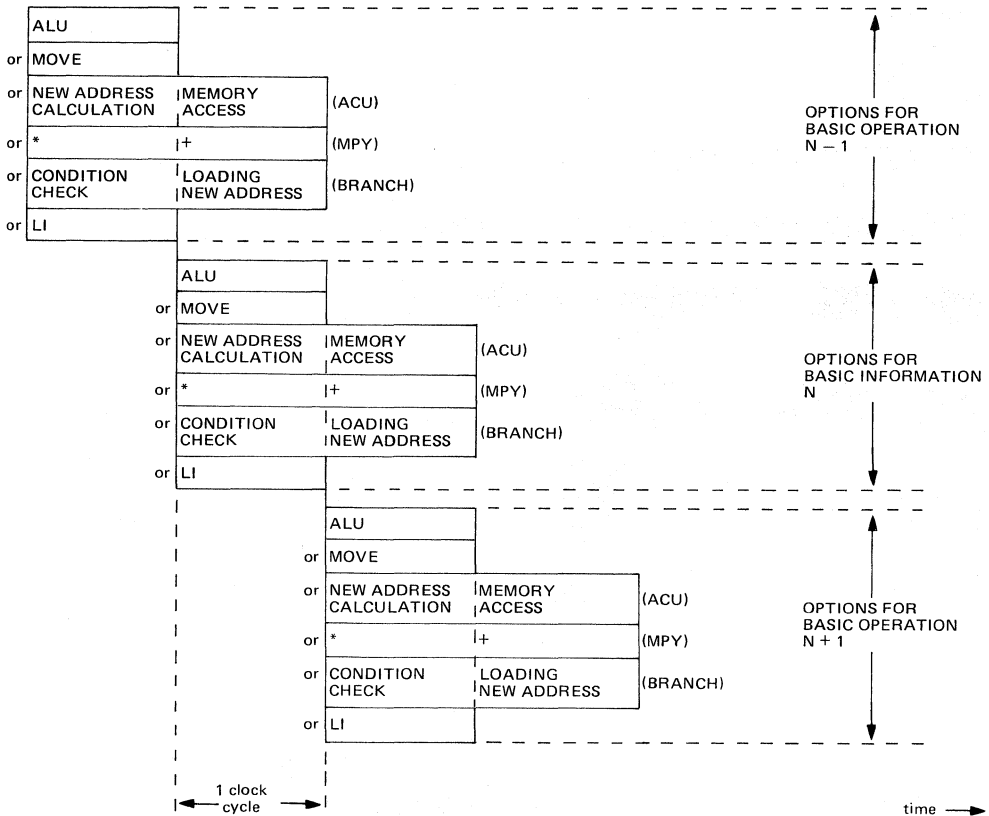 ALU
or MOVE
or NEW ADDRESS CALCULATION MEMORY ACCESS (ACU)
or * + (MPY)
or CONDITION CHECK LOADING NEW ADDRESS (BRANCH)
or LI
OPTIONS FOR
BASIC OPERATION
N – 1
ALU
or MOVE
or NEW ADDRESS CALCULATION MEMORY ACCESS (ACU)
or * + (MPY)
or CONDITION CHECK LOADING NEW ADDRESS (BRANCH)
or LI
OPTIONS FOR
BASIC INFORMATION
N
ALU
or MOVE
or NEW ADDRESS CALCULATION MEMORY ACCESS (ACU)
or * + (MPY)
or CONDITION CHECK LOADING NEW ADDRESS (BRANCH)
or LI
OPTIONS FOR
BASIC OPERATION
N + 1
1 clock
cycle
time